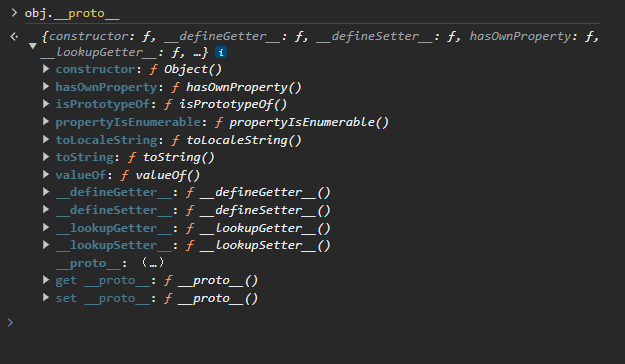 > obj.__proto__
{constructor: ƒ, __defineGetter__: ƒ, __defineSetter__: ƒ, hasOwnProperty: ƒ,
__lookupGetter__: ƒ, …} i
constructor: ƒ Object()
hasOwnProperty: ƒ hasOwnProperty()
isPrototypeOf: ƒ isPrototypeOf()
propertyIsEnumerable: ƒ propertyIsEnumerable()
toLocaleString: ƒ toLocaleString()
toString: ƒ toString()
valueOf: ƒ valueOf()
__defineGetter__: ƒ __defineGetter__()
__defineSetter__: ƒ __defineSetter__()
__lookupGetter__: ƒ __lookupGetter__()
__lookupSetter__: ƒ __lookupSetter__()
__proto__: (…)
get __proto__: ƒ __proto__()
set __proto__: ƒ __proto__()
>